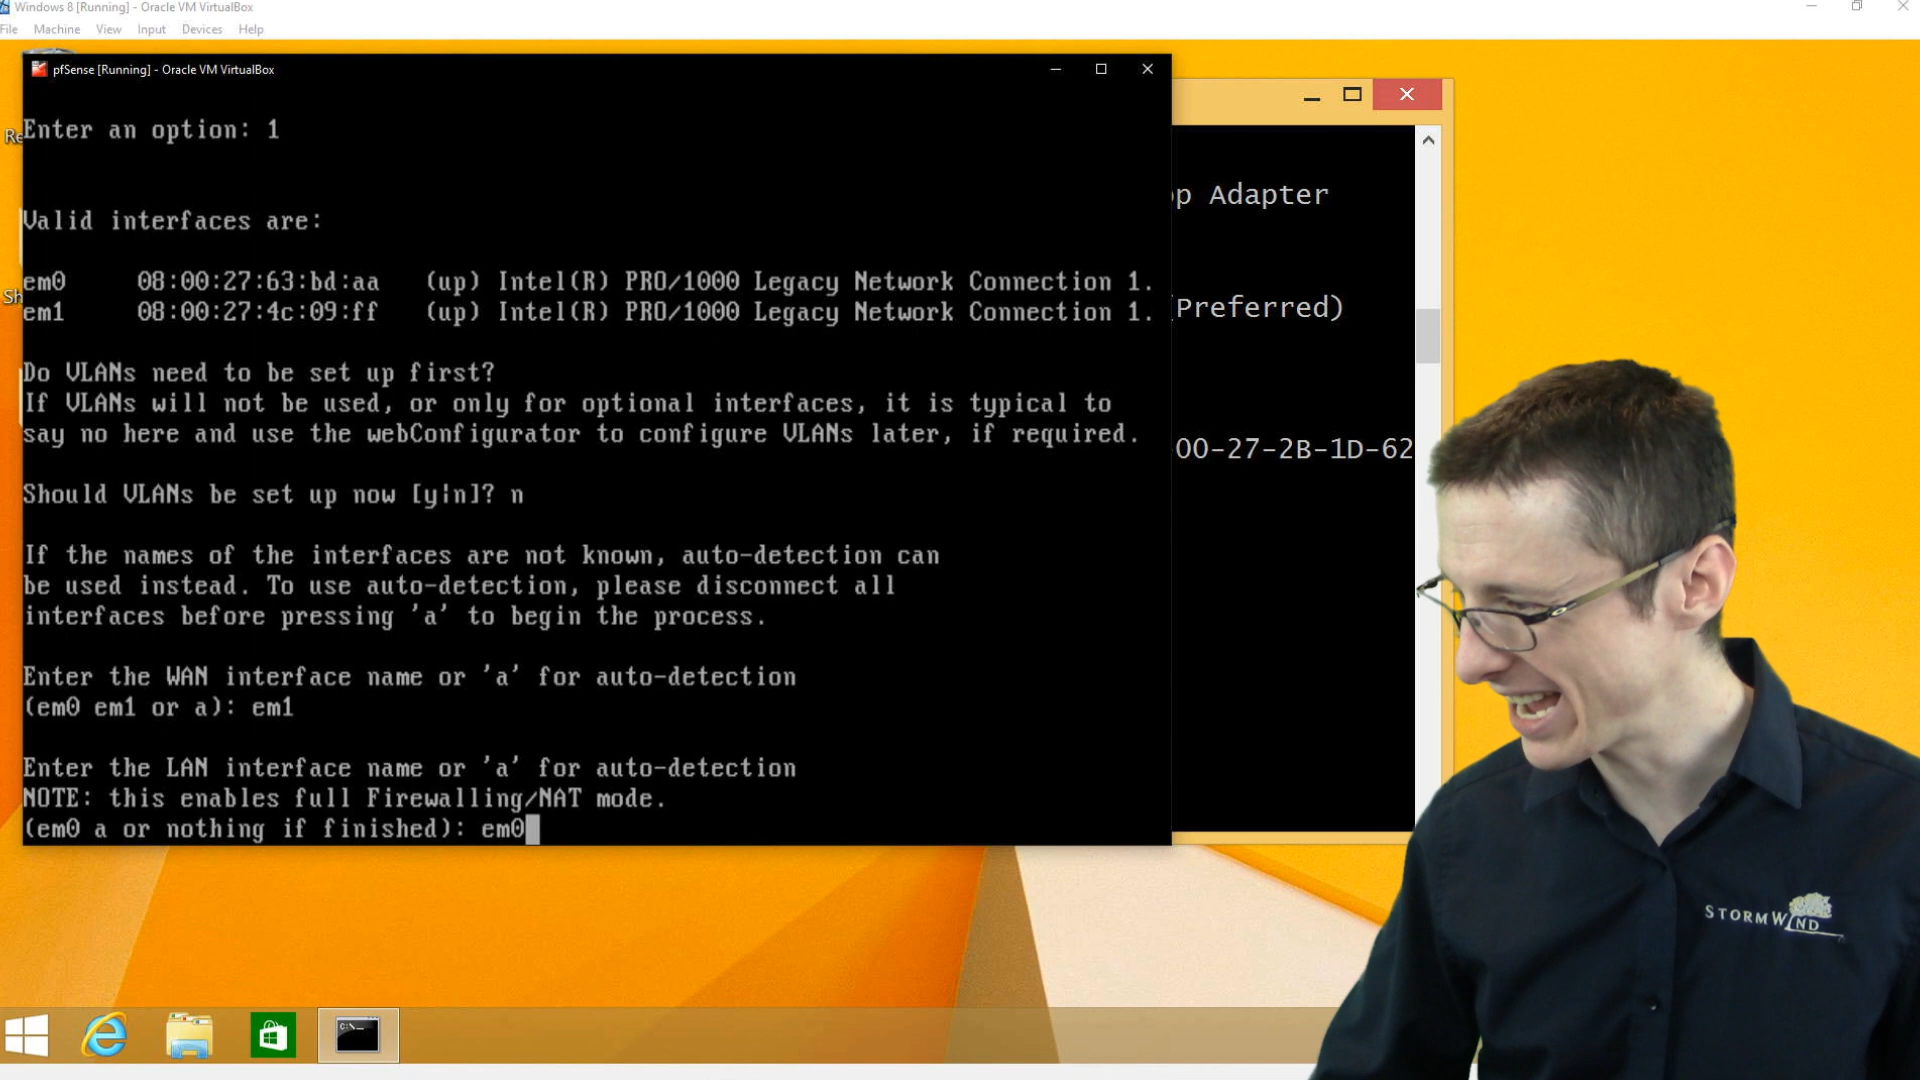 Windows 8 [Running] - Oracle VM VirtualBox
File Machine View Input Devices Help
pfSense [Running] - Oracle VM VirtualBox
Enter an option: 1
Valid interfaces are:
em0 08:00:27:63:bd:aa (up) Intel(R) PRO/1000 Legacy Network Connection 1.
em1 08:00:27:4c:09:ff (up) Intel(R) PRO/1000 Legacy Network Connection 1.
Do VLANs need to be set up first?
If VLANs will not be used, or only for optional interfaces, it is typical to
say no here and use the webConfigurator to configure VLANs later, if required.
Should VLANs be set up now [y|n]? n
If the names of the interfaces are not known, auto-detection can
be used instead. To use auto-detection, please disconnect all
interfaces before pressing 'a' to begin the process.
Enter the WAN interface name or 'a' for auto-detection
(em0 em1 or a): em1
Enter the LAN interface name or 'a' for auto-detection
NOTE: this enables full Firewalling/NAT mode.
(em0 a or nothing if finished): em0
Adapter
(Preferred)
00-27-2B-1D-62
STORMWIND